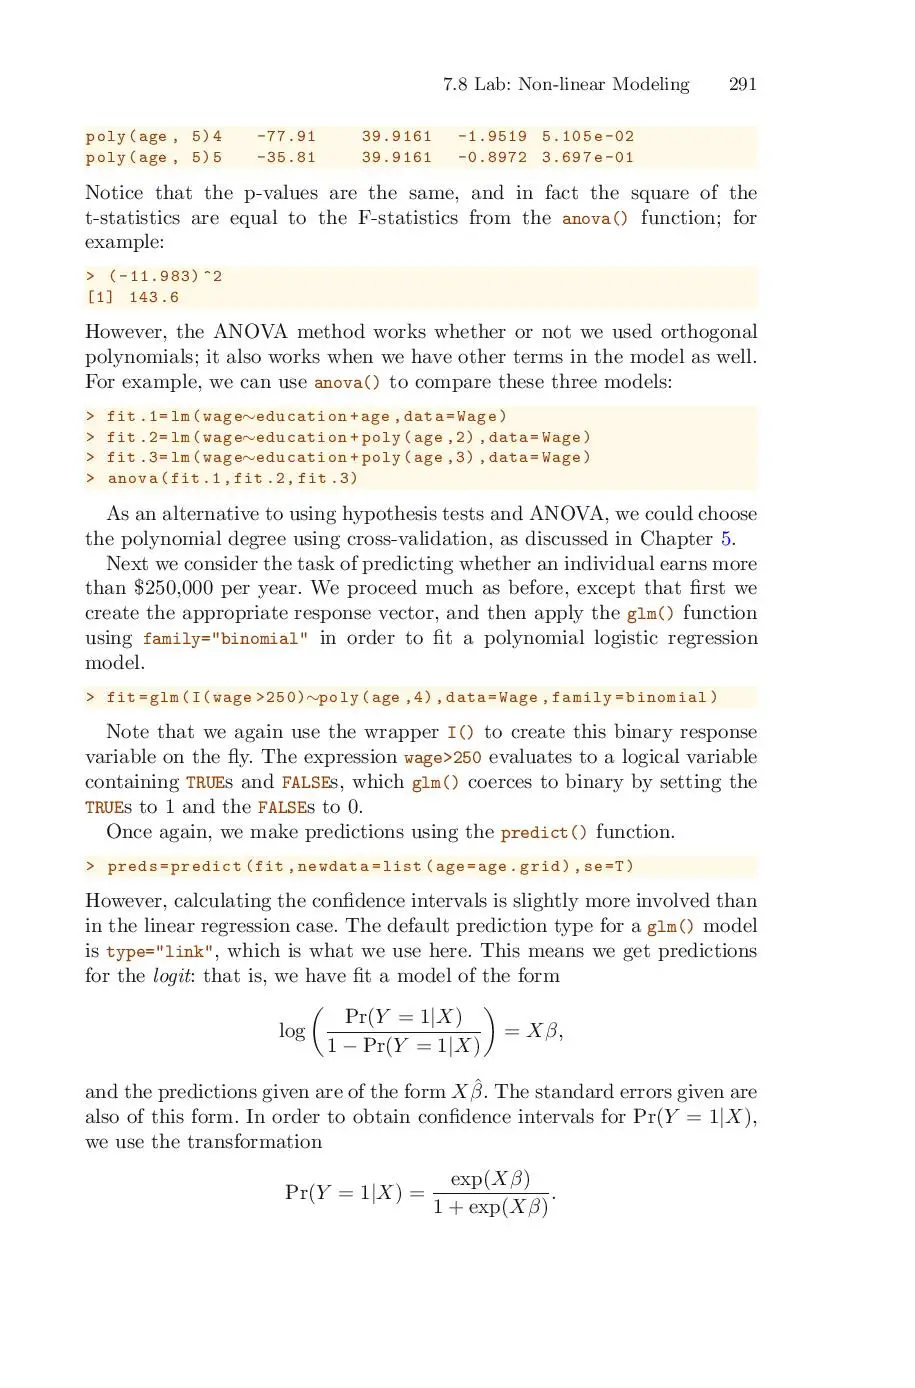 7.8 Lab: Non-linear Modeling 291
poly(age, 5)4 -77.91 39.9161 -1.9519 5.105e-02
poly(age, 5)5 -35.81 39.9161 -0.8972 3.697e-01
Notice that the p-values are the same, and in fact the square of the
t-statistics are equal to the F-statistics from the anova() function; for
example:
> (-11.983)^2
[1] 143.6
However, the ANOVA method works whether or not we used orthogonal
polynomials; it also works when we have other terms in the model as well.
For example, we can use anova() to compare these three models:
> fit.1=lm(wage∼education+age,data=Wage)
> fit.2=lm(wage∼education+poly(age,2),data=Wage)
> fit.3=lm(wage∼education+poly(age,3),data=Wage)
> anova(fit.1,fit.2,fit.3)
As an alternative to using hypothesis tests and ANOVA, we could choose
the polynomial degree using cross-validation, as discussed in Chapter 5.
Next we consider the task of predicting whether an individual earns more
than $250,000 per year. We proceed much as before, except that first we
create the appropriate response vector, and then apply the glm() function
using family="binomial" in order to fit a polynomial logistic regression
model.
> fit=glm(I(wage>250)∼poly(age,4),data=Wage,family=binomial)
Note that we again use the wrapper I() to create this binary response
variable on the fly. The expression wage>250 evaluates to a logical variable
containing TRUEs and FALSEs, which glm() coerces to binary by setting the
TRUEs to 1 and the FALSEs to 0.
Once again, we make predictions using the predict() function.
> preds=predict(fit,newdata=list(age=age.grid),se=T)
However, calculating the confidence intervals is slightly more involved than
in the linear regression case. The default prediction type for a glm() model
is type="link", which is what we use here. This means we get predictions
for the logit: that is, we have fit a model of the form
log ( Pr(Y = 1|X) / 1 − Pr(Y = 1|X) ) = Xβ,
and the predictions given are of the form Xβ̂. The standard errors given are
also of this form. In order to obtain confidence intervals for Pr(Y = 1|X),
we use the transformation
Pr(Y = 1|X) = exp(Xβ) / 1 + exp(Xβ).